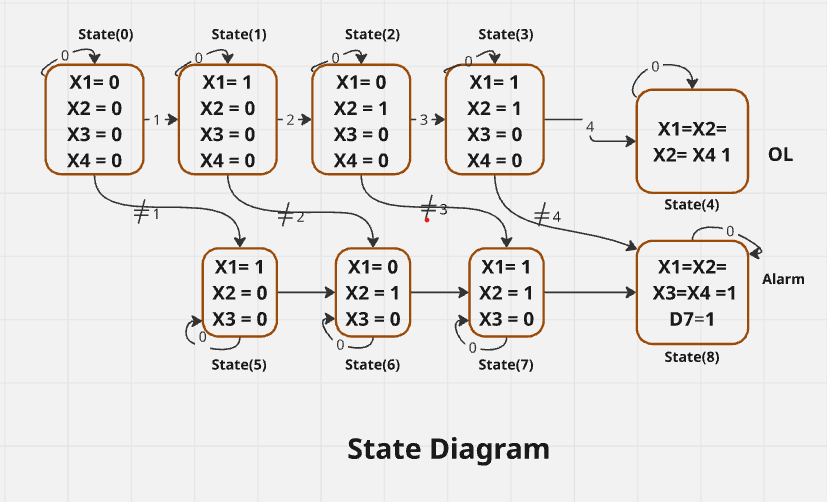 State(0)
State(1)
State(2)
State(3)
0
0
0
0
0
X1= 0
X2 = 0
X3 = 0
X4 = 0
1
X1= 1
X2 = 0
X3 = 0
X4 = 0
2
X1= 0
X2 = 1
X3 = 0
X4 = 0
3
X1= 1
X2 = 1
X3 = 0
X4 = 0
4
X1=X2=
X2= X4 1
OL
State(4)
≠1
≠2
≠3
≠4
0
X1= 1
X2 = 0
X3 = 0
0
State(5)
X1= 0
X2 = 1
X3 = 0
0
State(6)
X1= 1
X2 = 1
X3 = 0
0
State(7)
X1=X2=
X3=X4 =1
D7=1
Alarm
State(8)
State Diagram